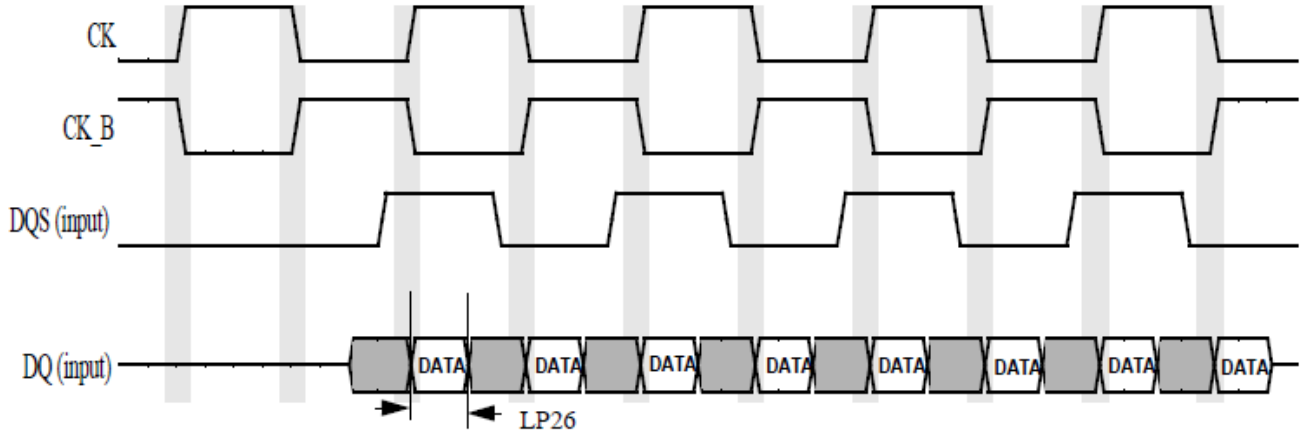 CK
CK_B
DQS (input)
DQ (input) DATA DATA DATA DATA DATA DATA DATA DATA
LP26